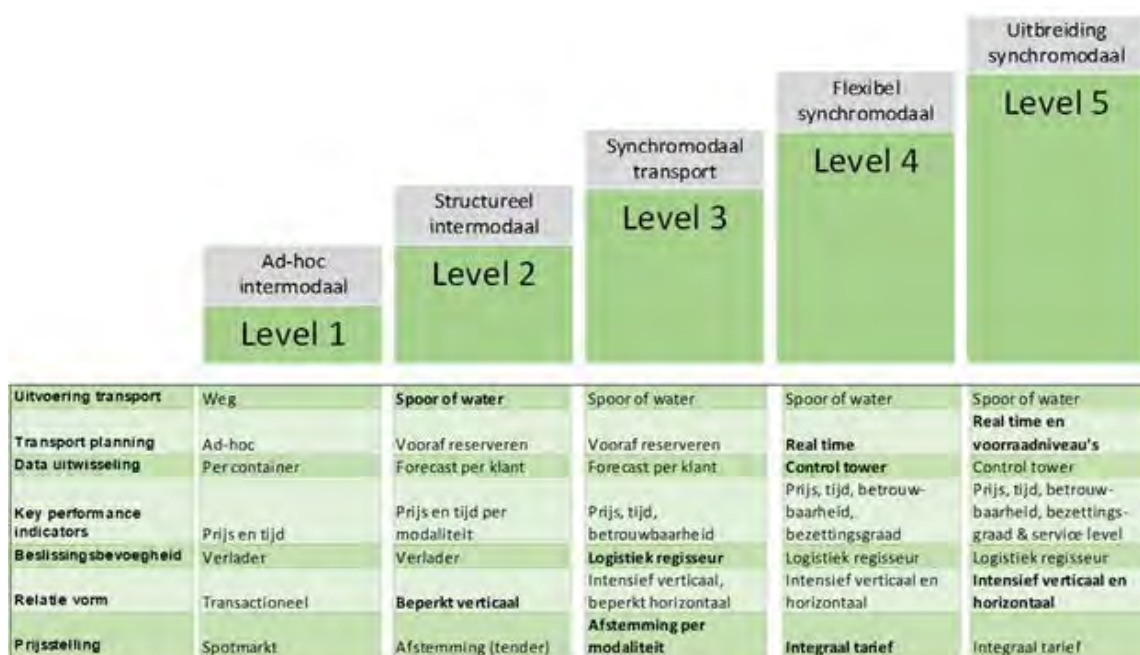 Uitbreiding
synchromodaal
Level 5
Flexibel
synchromodaal
Level 4
Synchromodaal
transport
Level 3
Structureel
intermodaal
Level 2
Ad-hoc
intermodaal
Level 1
Uitvoering transport Weg Spoor of water Spoor of water Spoor of water Spoor of water
Transport planning Ad-hoc Vooraf reserveren Vooraf reserveren Real time Real time en
voorraadniveau's
Data uitwisseling Per container Forecast per klant Forecast per klant Control tower Control tower
Key performance
indicators Prijs en tijd Prijs en tijd per
modaliteit Prijs, tijd,
betrouwbaarheid Prijs, tijd, betrouw-
baarheid,
bezettingsgraad Prijs, tijd, betrouw-
baarheid, bezettings-
graad & service level
Beslissingsbevoegheid Verlader Verlader Logistiek regisseur Logistiek regisseur Logistiek regisseur
Relatie vorm Transactioneel Beperkt verticaal Intensief verticaal,
beperkt horizontaal Intensief verticaal en
horizontaal Intensief verticaal en
horizontaal
Prijsstelling Spotmarkt Afstemming (tender) Afstemming per
modaliteit Integraal tarief Integraal tarief